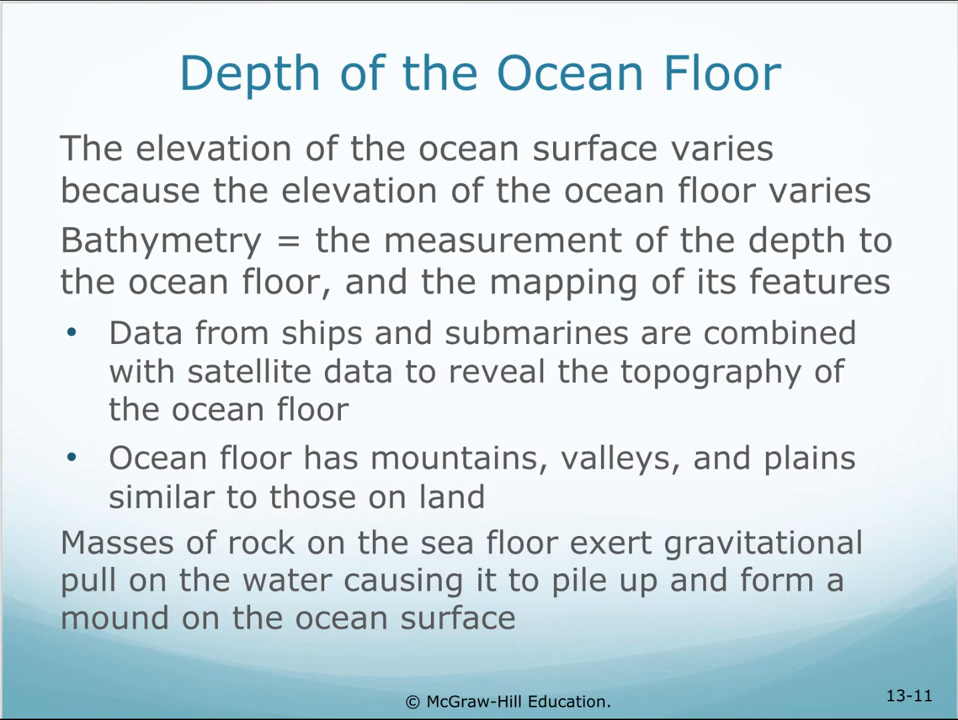 Depth of the Ocean Floor
The elevation of the ocean surface varies
because the elevation of the ocean floor varies
Bathymetry = the measurement of the depth to
the ocean floor, and the mapping of its features
• Data from ships and submarines are combined
with satellite data to reveal the topography of
the ocean floor
• Ocean floor has mountains, valleys, and plains
similar to those on land
Masses of rock on the sea floor exert gravitational
pull on the water causing it to pile up and form a
mound on the ocean surface
© McGraw-Hill Education.
13-11